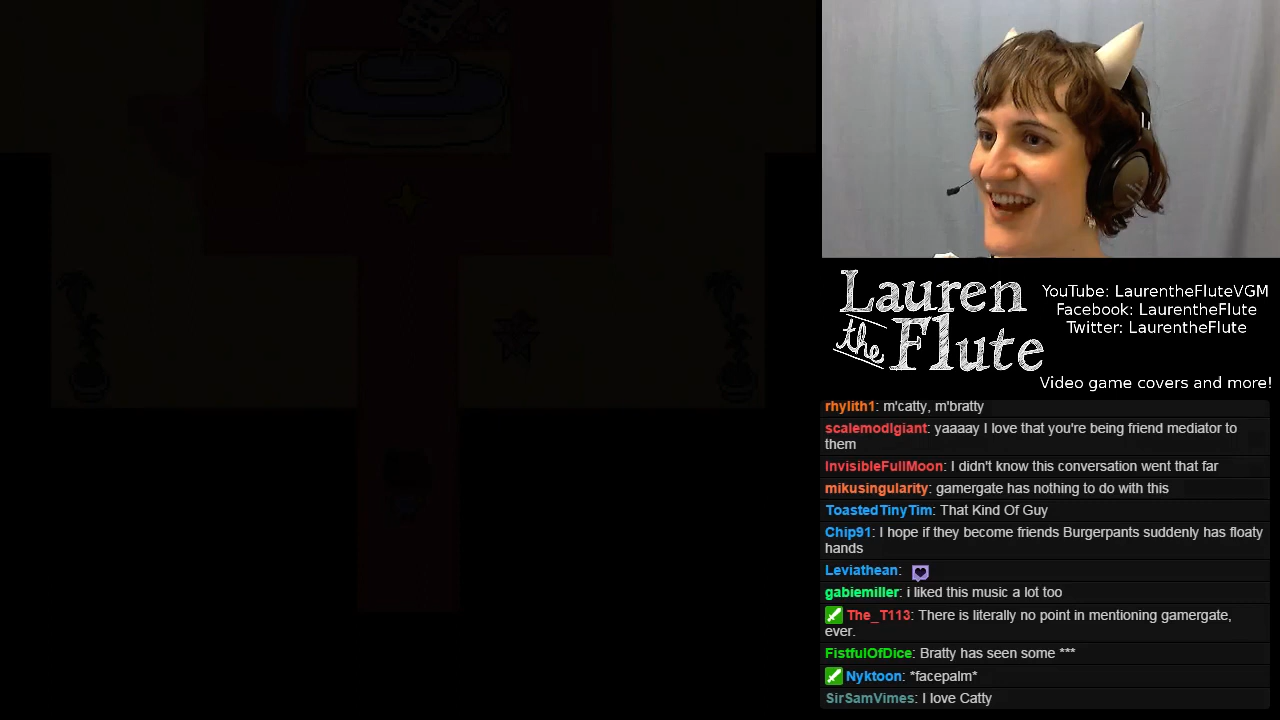 Lauren
the Flute
YouTube: LaurentheFluteVGM
Facebook: LaurentheFlute
Twitter: LaurentheFlute
Video game covers and more!
rhylith1: m'catty, m'bratty
scalemodlgiant: yaaaay I love that you're being friend mediator to
them
InvisibleFullMoon: I didn't know this conversation went that far
mikusingularity: gamergate has nothing to do with this
ToastedTinyTim: That Kind Of Guy
Chip91: I hope if they become friends Burgerpants suddenly has floaty
hands
Leviathean:
gabiemiller: i liked this music a lot too
The_T113: There is literally no point in mentioning gamergate,
ever.
FistfulOfDice: Bratty has seen some ***
Nyktoon: *facepalm*
SirSamVimes: I love Catty